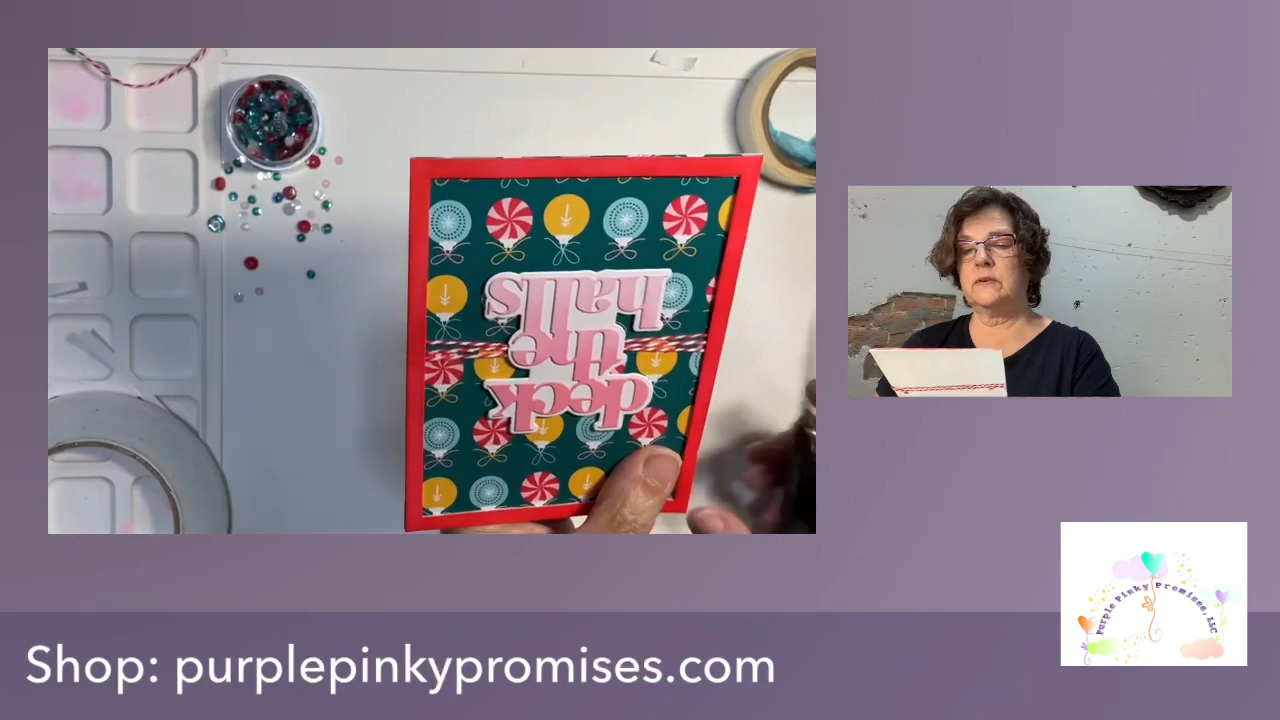 deck
the
halls
Purple Pinky Promises, LLC
Shop: purplepinkypromises.com